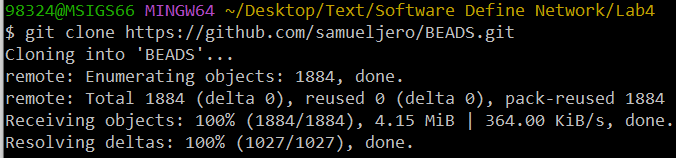 98324@MSIGS66 MINGW64 ~/Desktop/Text/Software Define Network/Lab4
$ git clone https://github.com/samueljero/BEADS.git
Cloning into 'BEADS'...
remote: Enumerating objects: 1884, done.
remote: Total 1884 (delta 0), reused 0 (delta 0), pack-reused 1884
Receiving objects: 100% (1884/1884), 4.15 MiB | 364.00 KiB/s, done.
Resolving deltas: 100% (1027/1027), done.